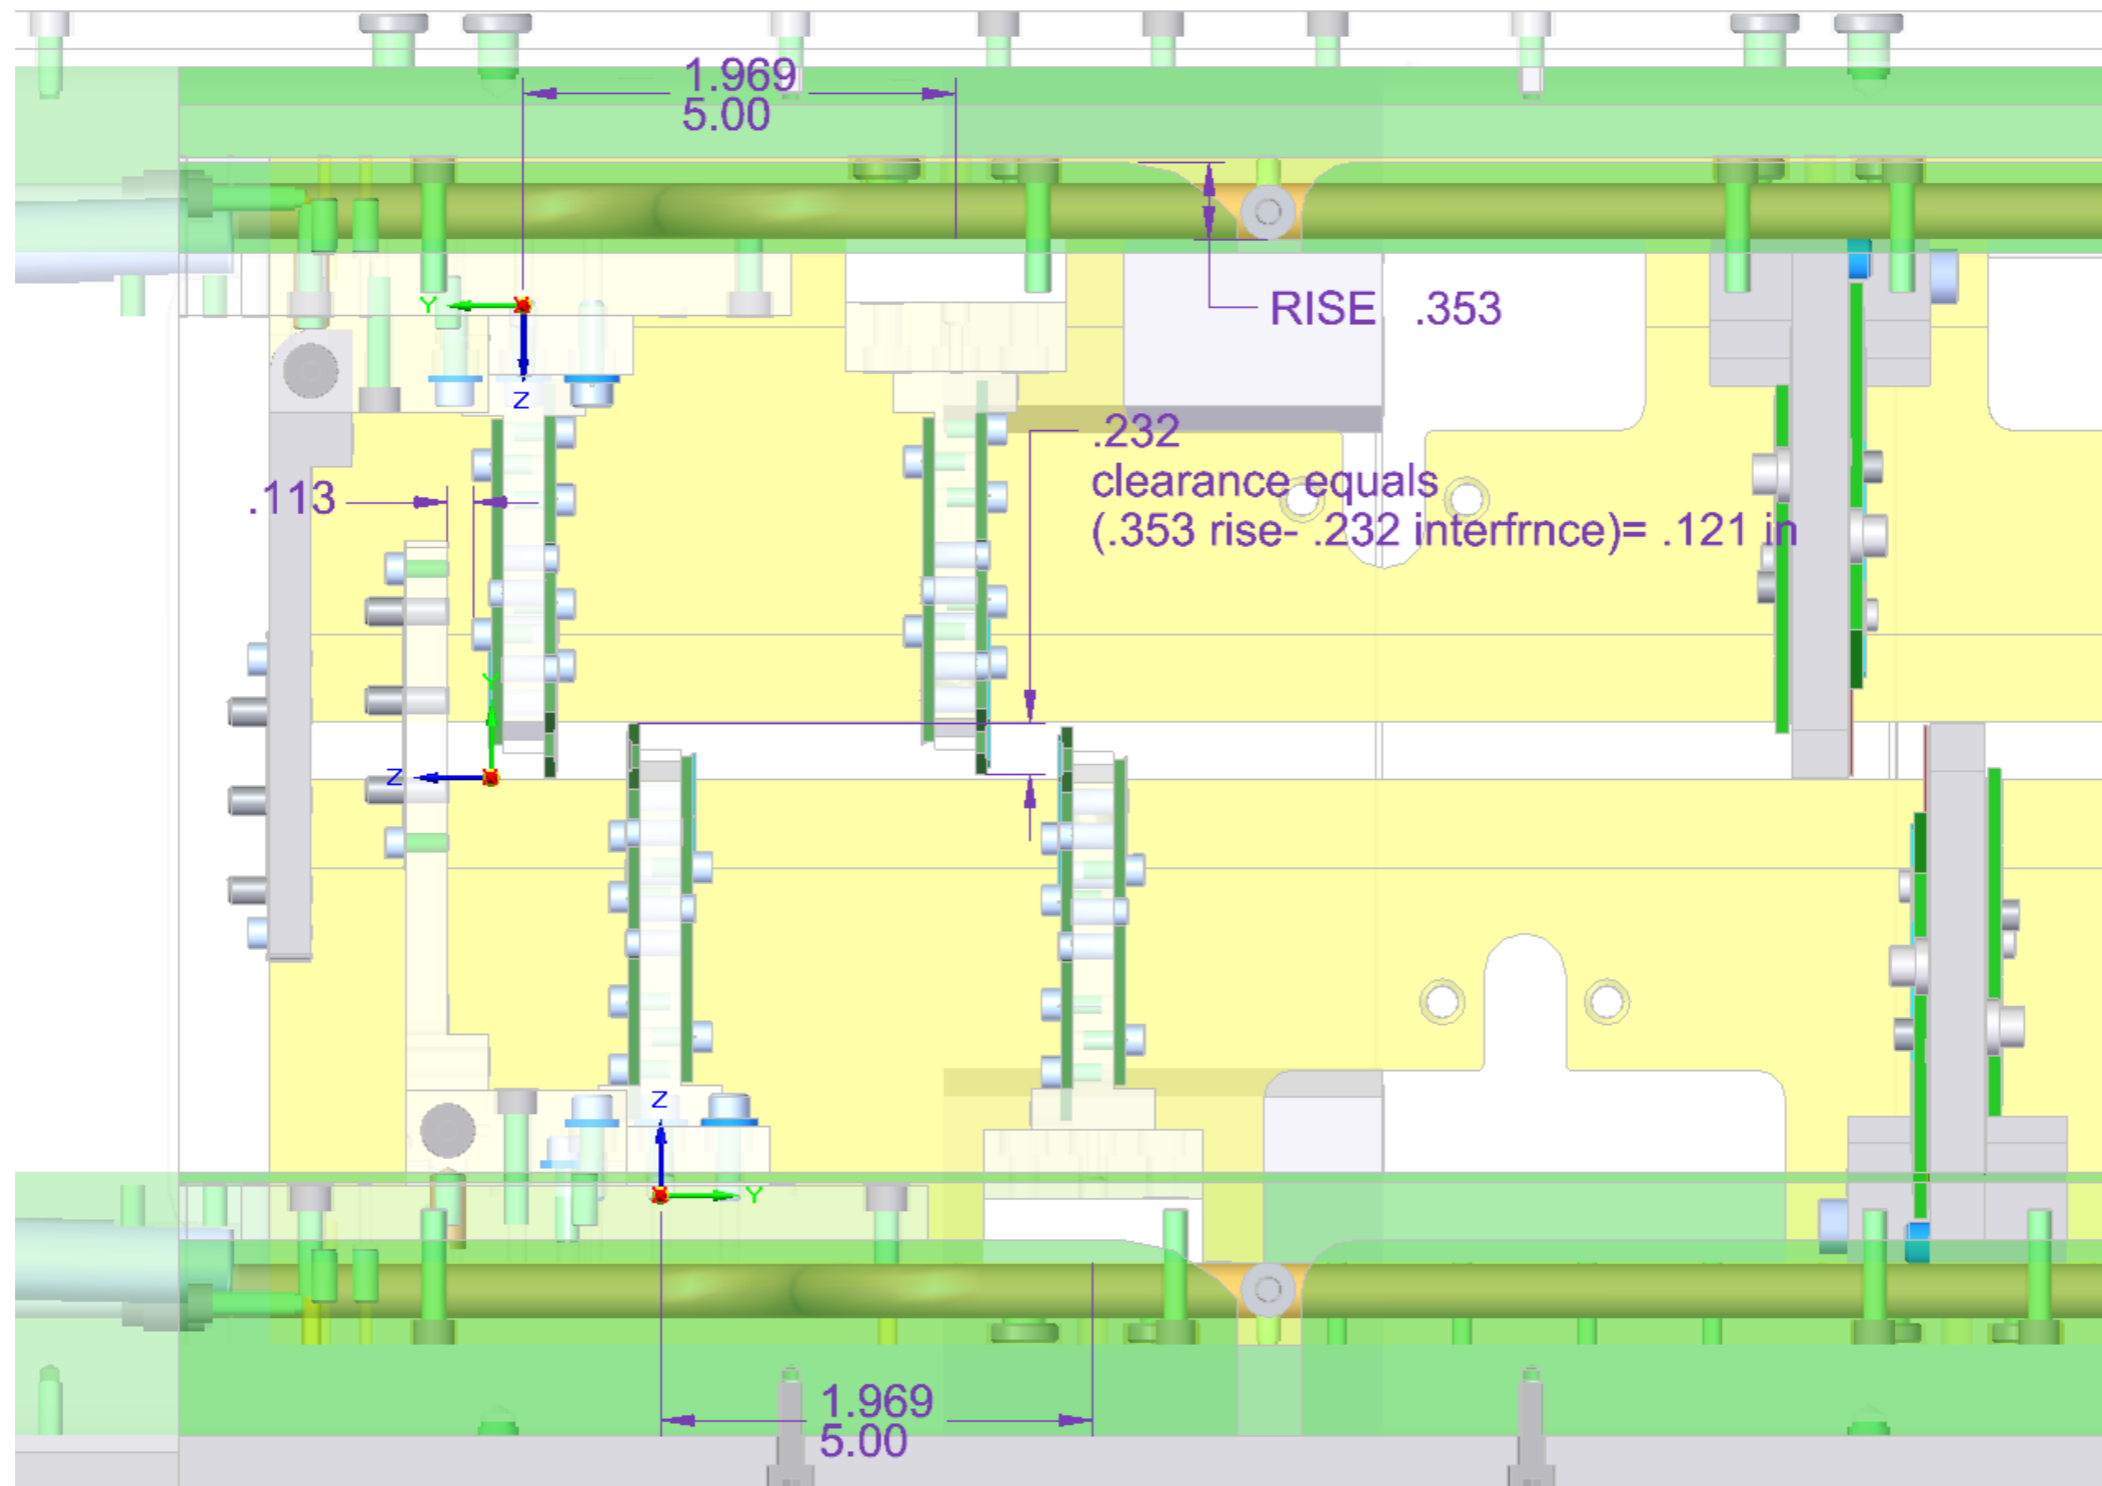 1.969
5.00
Y
Z
RISE .353
.232
clearance equals
(.353 rise- .232 interfrnce)= .121 in
.113
Y
Z
Z
Y
1.969
5.00